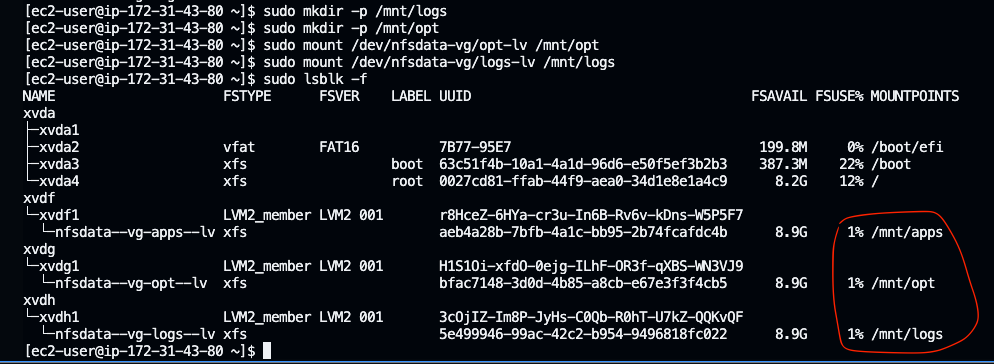 [ec2-user@ip-172-31-43-80 ~]$ sudo mkdir -p /mnt/logs
[ec2-user@ip-172-31-43-80 ~]$ sudo mkdir -p /mnt/opt
[ec2-user@ip-172-31-43-80 ~]$ sudo mount /dev/nfsdata-vg/opt-lv /mnt/opt
[ec2-user@ip-172-31-43-80 ~]$ sudo mount /dev/nfsdata-vg/logs-lv /mnt/logs
[ec2-user@ip-172-31-43-80 ~]$ sudo lsblk -f
NAME FSTYPE FSVER LABEL UUID FSAVAIL FSUSE% MOUNTPOINTS
xvda
├─xvda1
├─xvda2 vfat FAT16 7B77-95E7 199.8M 0% /boot/efi
├─xvda3 xfs boot 63c51f4b-10a1-4a1d-96d6-e50f5ef3b2b3 387.3M 22% /boot
└─xvda4 xfs root 0027cd81-ffab-44f9-aea0-34d1e8e1a4c9 8.2G 12% /
xvdf
└─xvdf1 LVM2_member LVM2 001 r8HceZ-6HYa-cr3u-In6B-Rv6v-kDns-W5P5F7
└─nfsdata--vg-apps--lv xfs aeb4a28b-7bfb-4a1c-bb95-2b74fcafdc4b 8.9G 1% /mnt/apps
xvdg
└─xvdg1 LVM2_member LVM2 001 H1S1Oi-xfdO-0ejg-ILhF-OR3f-qXBS-WN3VJ9
└─nfsdata--vg-opt--lv xfs bfac7148-3d0d-4b85-a8cb-e67e3f3f4cb5 8.9G 1% /mnt/opt
xvdh
└─xvdh1 LVM2_member LVM2 001 3cOjIZ-Im8P-JyHs-C0Qb-R0hT-U7kZ-QQKvQF
└─nfsdata--vg-logs--lv xfs 5e499946-99ac-42c2-b954-9496818fc022 8.9G 1% /mnt/logs
[ec2-user@ip-172-31-43-80 ~]$